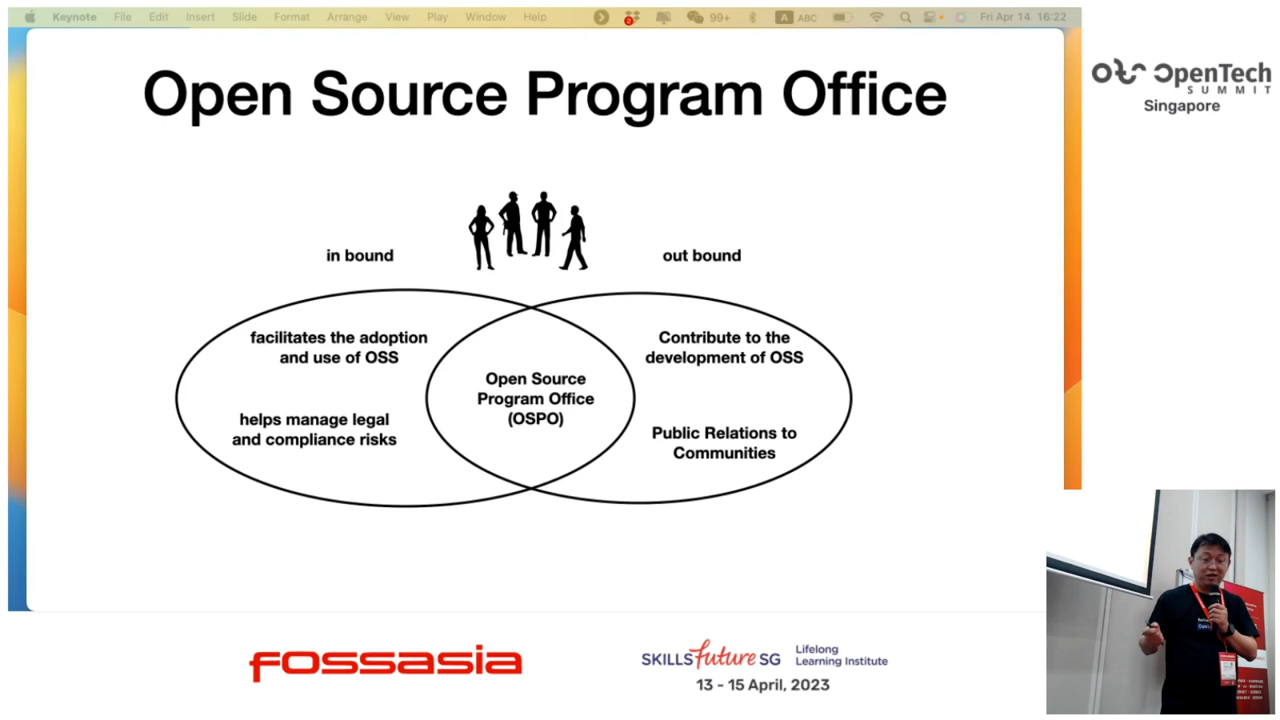 Keynote File Edit Insert Slide Format Arrange View Play Window Help 2 99+ A ABC Fri Apr 14 16:22
Open Source Program Office
in bound
out bound
facilitates the adoption
and use of OSS
helps manage legal
and compliance risks
Open Source
Program Office
(OSPO)
Contribute to the
development of OSS
Public Relations to
Communities
OpenTech
SUMMIT
Singapore
FOSSASIA
SKILLS future SG
Lifelong
Learning Institute
13 - 15 April, 2023